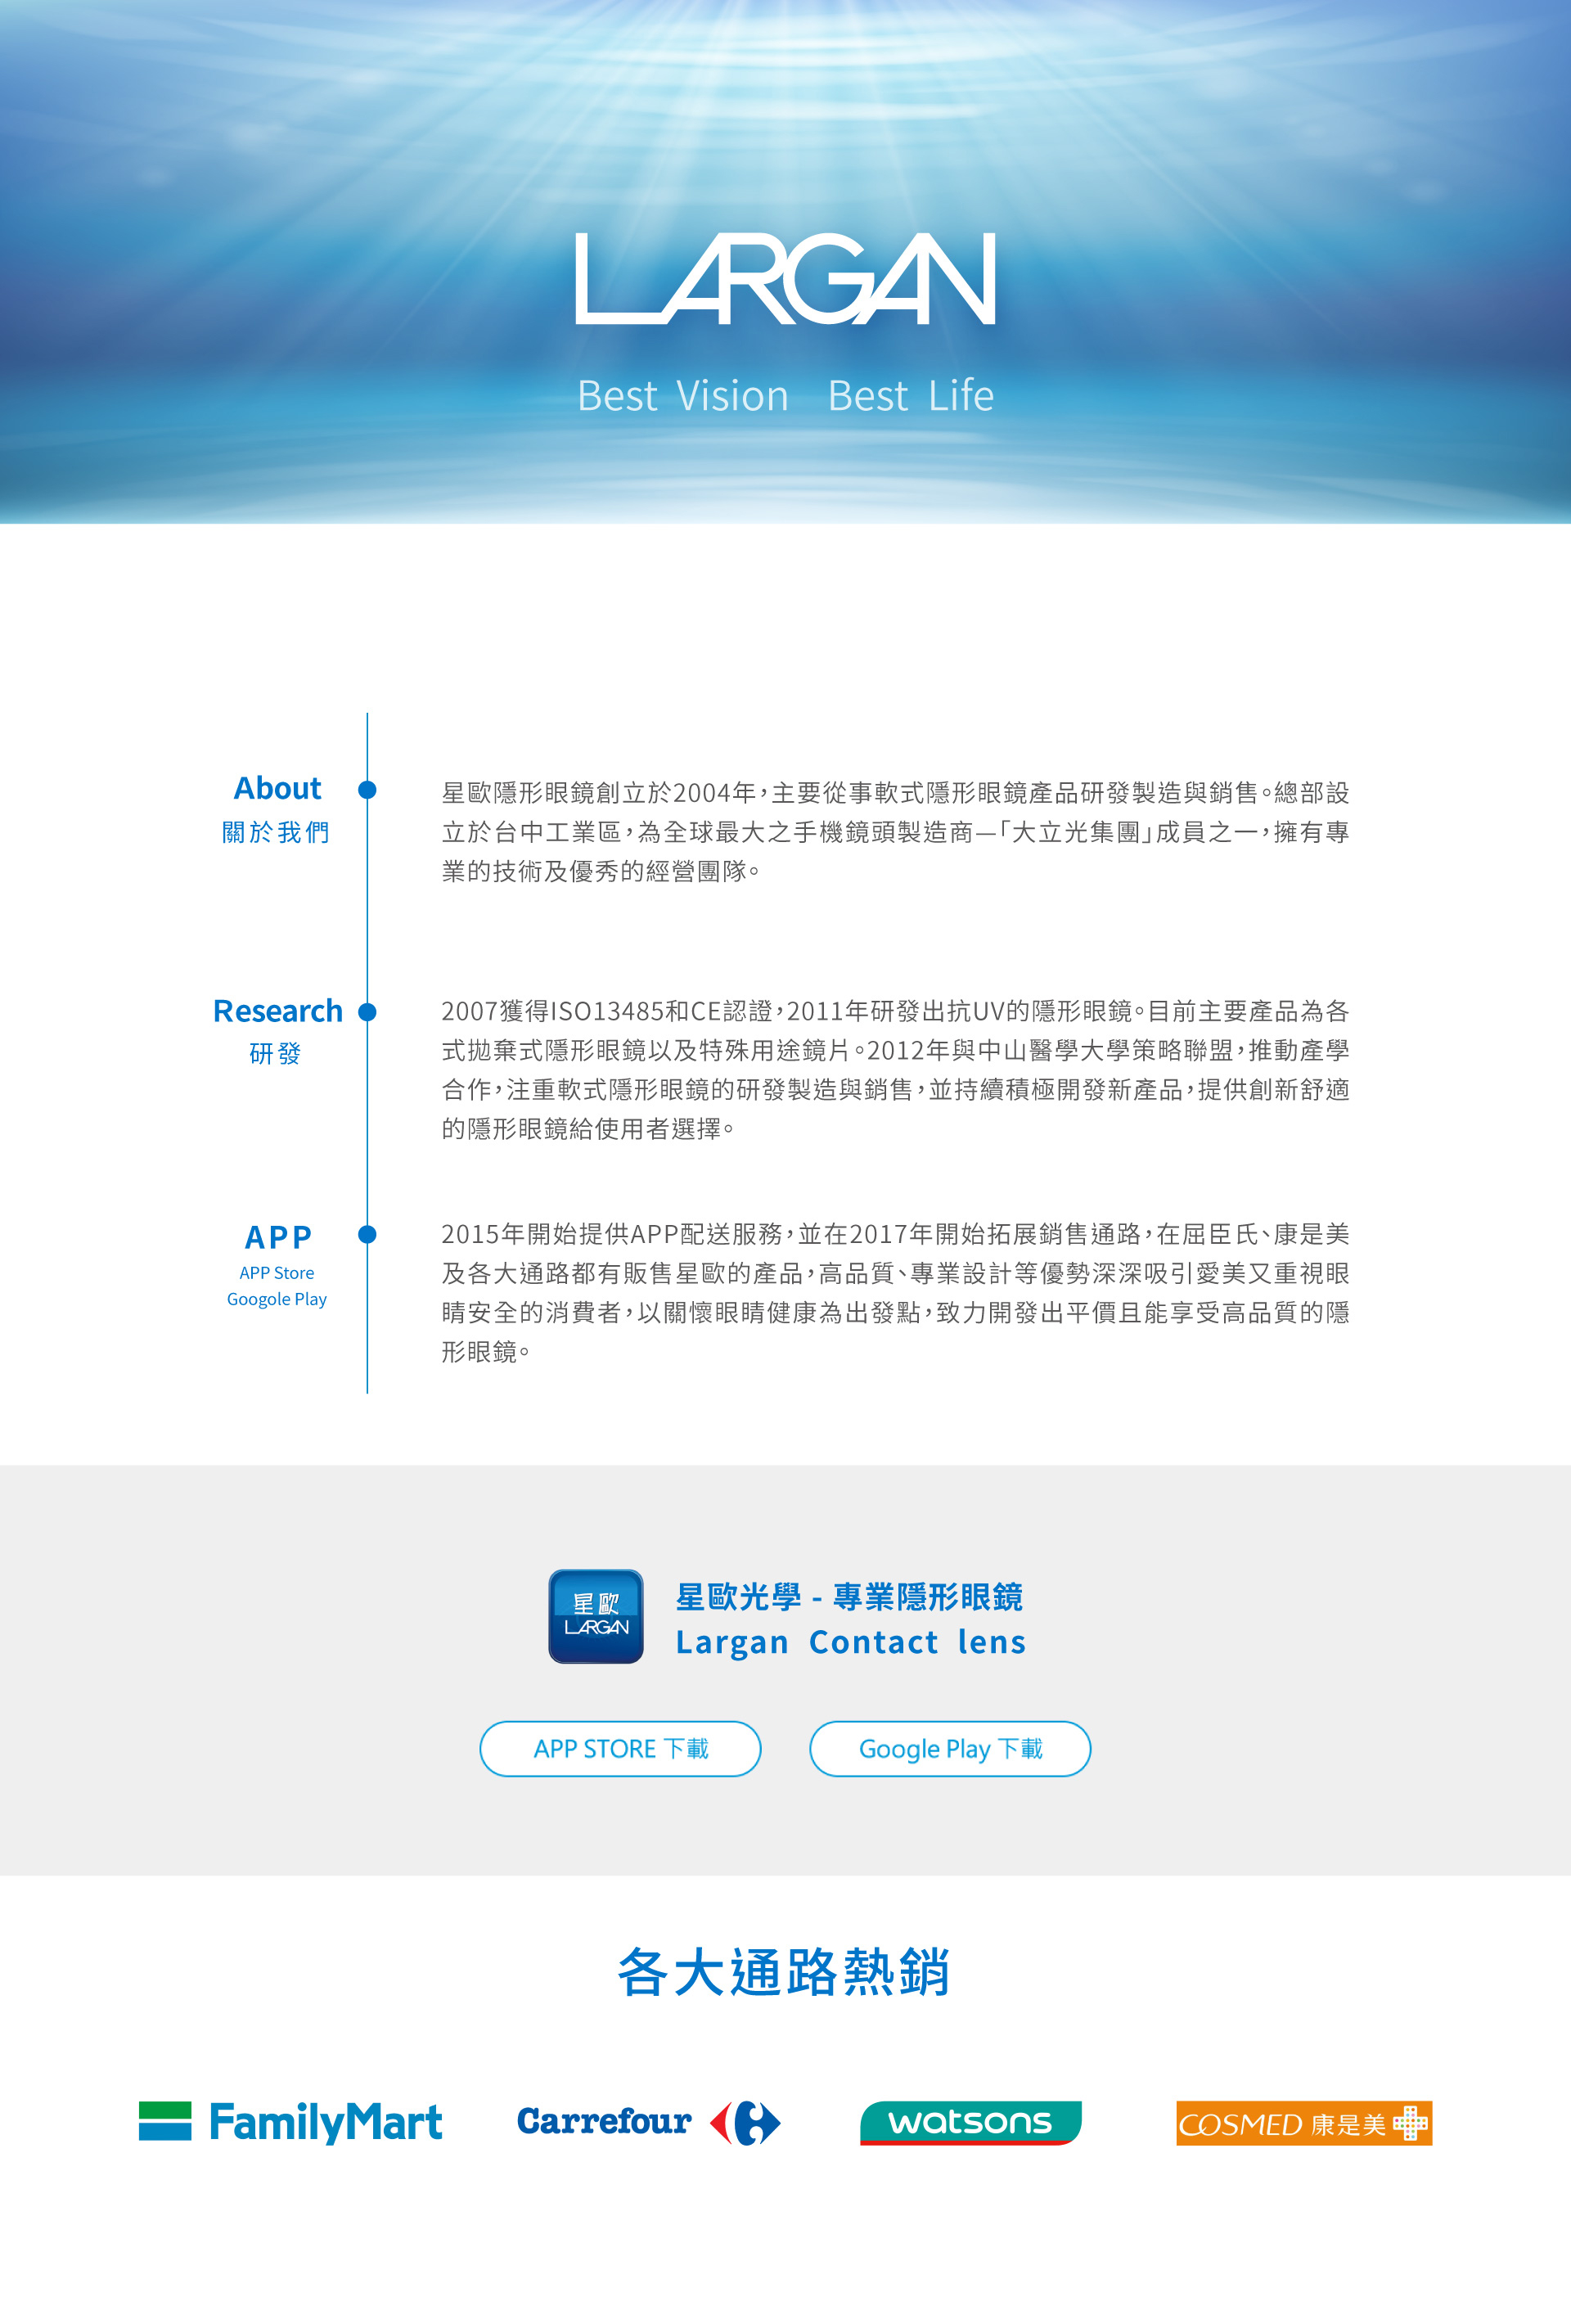 LARGAN
Best Vision Best Life
About
關於我們
星歐隱形眼鏡創立於2004年，主要從事軟式隱形眼鏡產品研發製造與銷售。總部設
立於台中工業區，為全球最大之手機鏡頭製造商—「大立光集團」成員之一，擁有專
業的技術及優秀的經營團隊。
Research
研發
2007獲得ISO13485和CE認證，2011年研發出抗UV的隱形眼鏡。目前主要產品為各
式拋棄式隱形眼鏡以及特殊用途鏡片。2012年與中山醫學大學策略聯盟，推動產學
合作，注重軟式隱形眼鏡的研發製造與銷售，並持續積極開發新產品，提供創新舒適
的隱形眼鏡給使用者選擇。
APP
APP Store
Googole Play
2015年開始提供APP配送服務，並在2017年開始拓展銷售通路，在屈臣氏、康是美
及各大通路都有販售星歐的產品，高品質、專業設計等優勢深深吸引愛美又重視眼
睛安全的消費者，以關懷眼睛健康為出發點，致力開發出平價且能享受高品質的隱
形眼鏡。
星歐
LARGAN
星歐光學 - 專業隱形眼鏡
Largan Contact lens
APP STORE 下載
Google Play 下載
各大通路熱銷
FamilyMart
Carrefour
watsons
COSMED 康是美